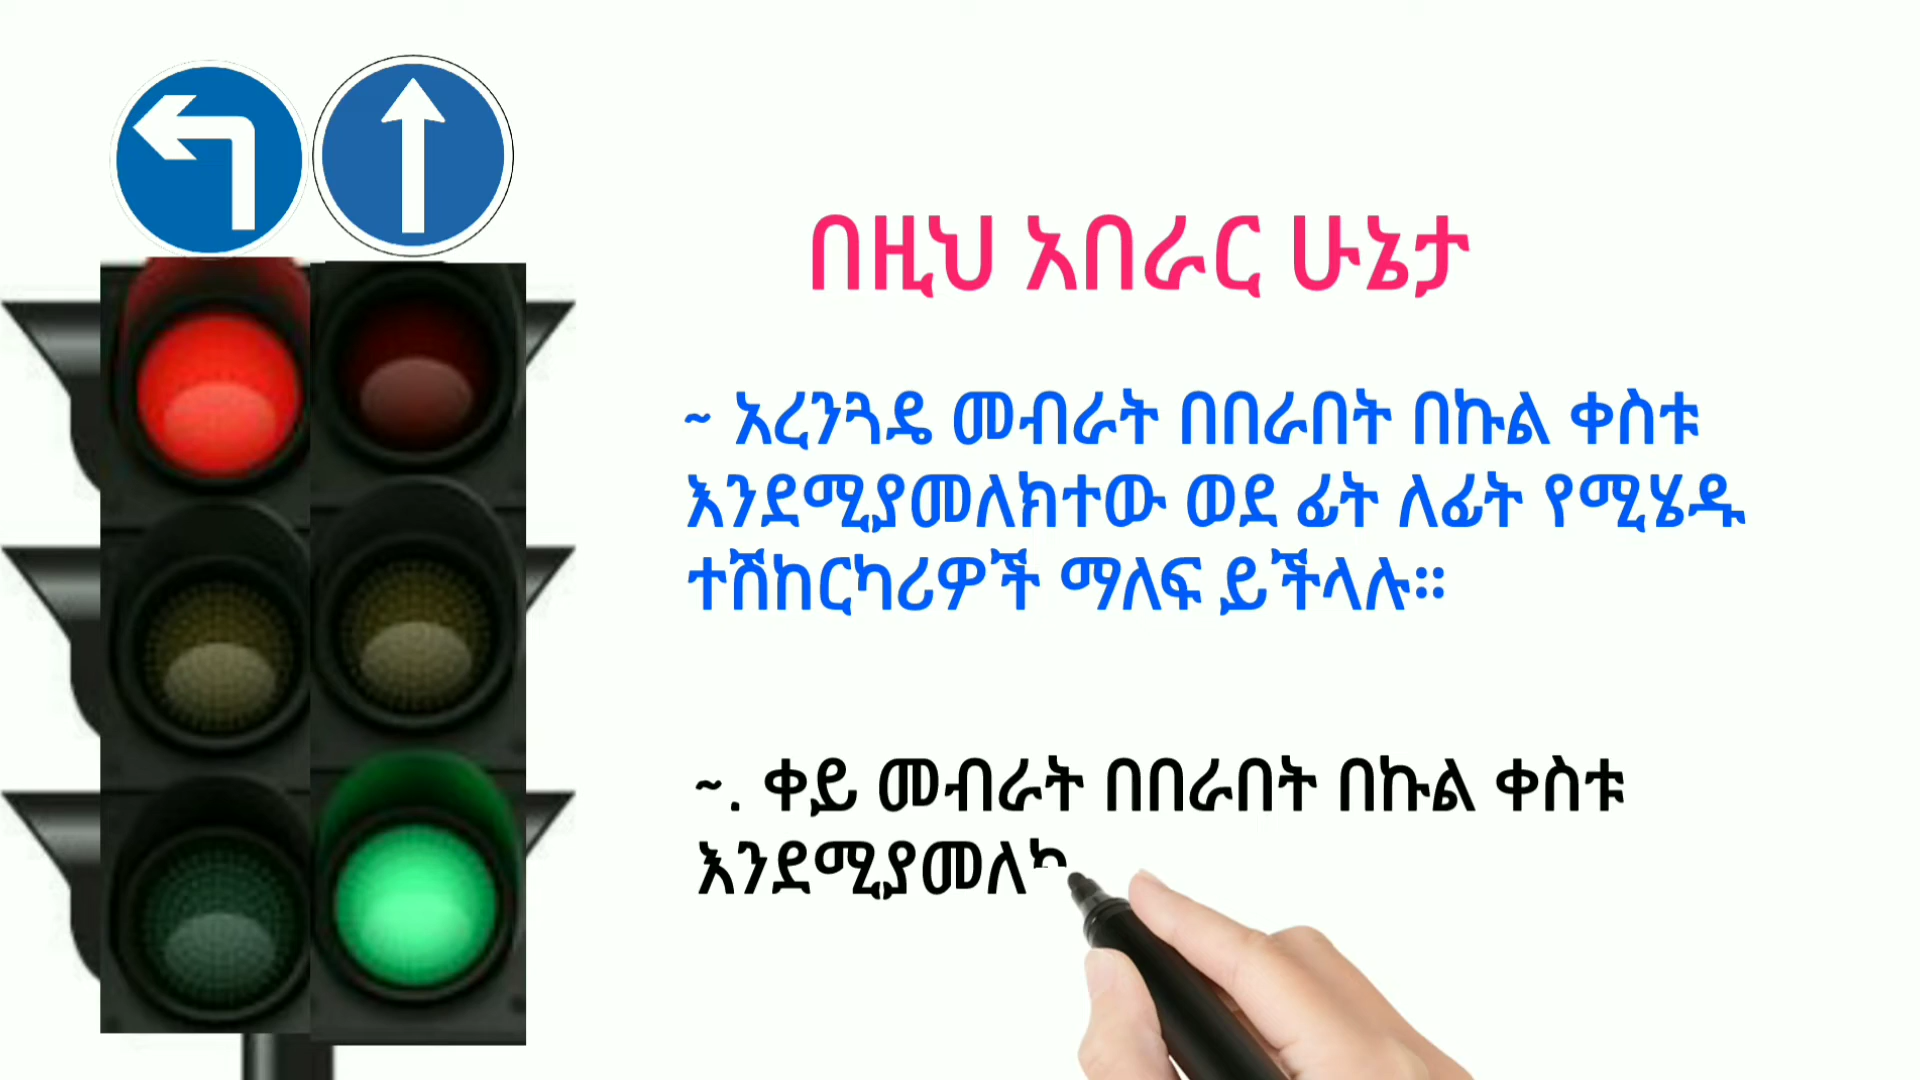 በዚህ አበራር ሁኔታ
~ አረንጓዴ መብራት በበራበት በኩል ቀስቱ
እንደሚያመለክተው ወደ ፊት ለፊት የሚሄዱ
ተሽከርካሪዎች ማለፍ ይችላሉ።
~. ቀይ መብራት በበራበት በኩል ቀስቱ